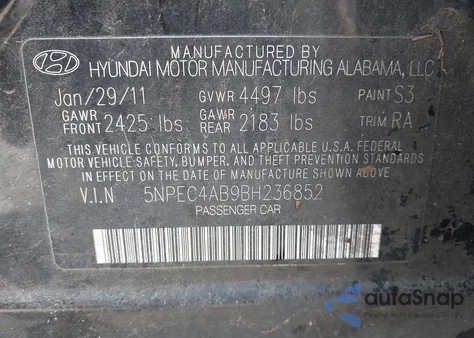 MANUFACTURED BY
HYUNDAI MOTOR MANUFACTURING ALABAMA, LLC
Jan/29/11 GVWR 4497 lbs PAINT S3
GAWR FRONT 2425 lbs GAWR REAR 2183 lbs TRIM RA
THIS VEHICLE CONFORMS TO ALL APPLICABLE U.S.A FEDERAL
MOTOR VEHICLE SAFETY, BUMPER, AND THEFT PREVENTION STANDARDS
IN EFFECT ON THE DATE OF MANUFACTURE SHOWN ABOVE.
V.I.N 5NPEC4AB9BH236852
PASSENGER CAR
autoSnap